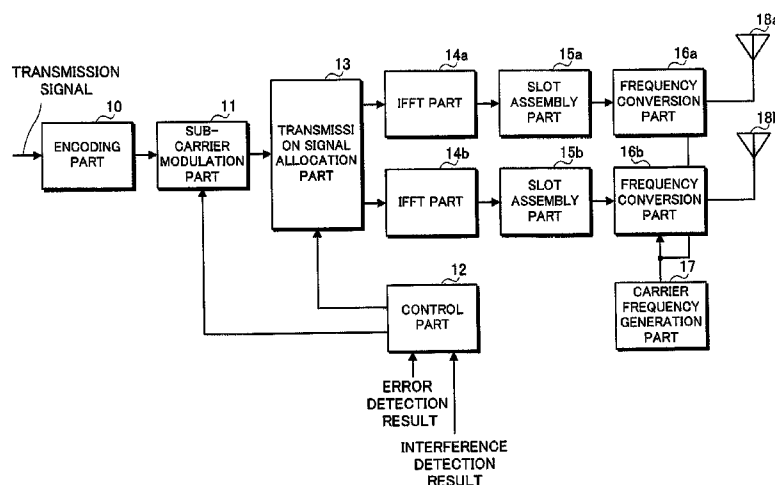 TRANSMISSION
SIGNAL
10
ENCODING
PART
11
SUB-
CARRIER
MODULATION
PART
13
TRANSMISSI
ON SIGNAL
ALLOCATION
PART
14a
IFFT PART
15a
SLOT
ASSEMBLY
PART
16a
FREQUENCY
CONVERSION
PART
18a
14b
IFFT PART
15b
SLOT
ASSEMBLY
PART
16b
FREQUENCY
CONVERSION
PART
18b
12
CONTROL
PART
17
CARRIER
FREQUENCY
GENERATION
PART
ERROR
DETECTION
RESULT
INTERFERENCE
DETECTION
RESULT